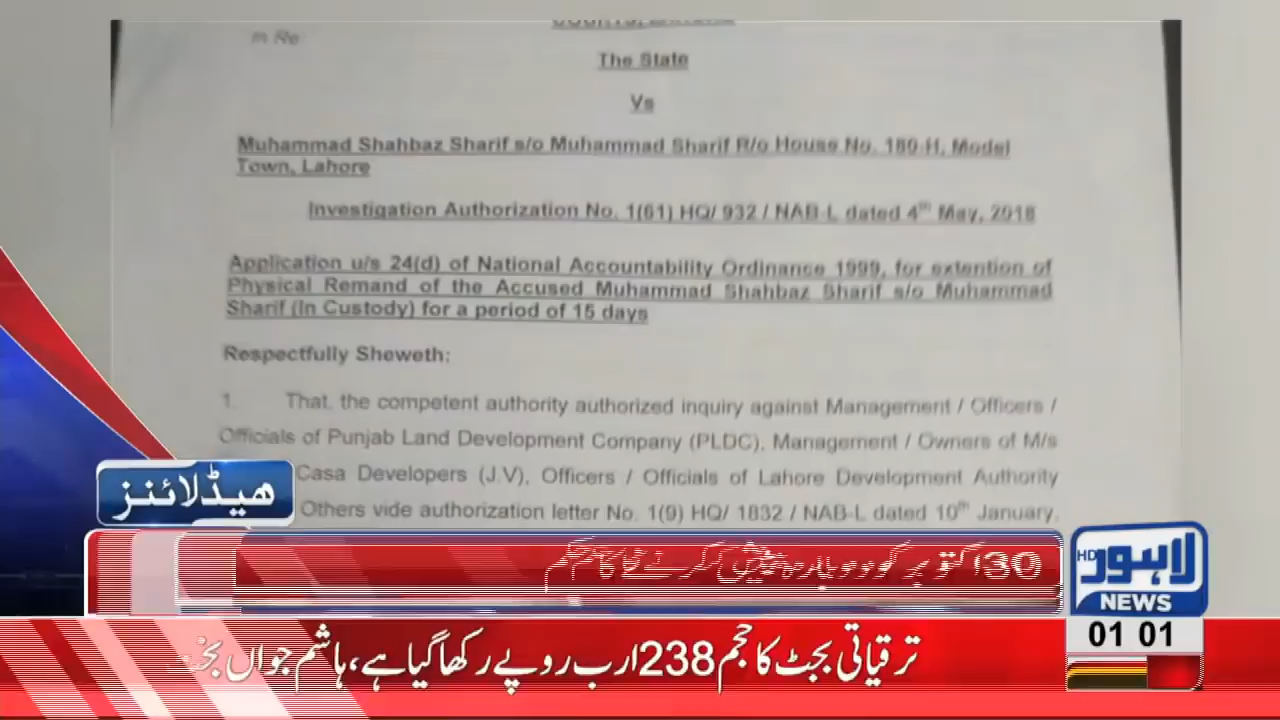 In Re
The State
Vs
Muhammad Shahbaz Sharif s/o Muhammad Sharif R/o House No. 180-H, Model
Town, Lahore
Investigation Authorization No. 1(61) HQ/ 932 / NAB-L dated 4th May, 2018
Application u/s 24(d) of National Accountability Ordinance 1999, for extention of
Physical Remand of the Accused Muhammad Shahbaz Sharif s/o Muhammad
Sharif (In Custody) for a period of 15 days
Respectfully Sheweth:
1. That, the competent authority authorized inquiry against Management / Officers /
Officials of Punjab Land Development Company (PLDC), Management / Owners of M/s
Casa Developers (J.V), Officers / Officials of Lahore Development Authority
Others vide authorization letter No. 1(9) HQ/ 1832 / NAB-L dated 10th January,
ہیڈلائنز
30 اکتوبر کو دوبارہ پیش کرنے کا حکم
HD لاہور
NEWS
01 01
ترقیاتی بجٹ کا حجم 238 ارب روپے رکھا گیا ہے، ہاشم جواں بخت